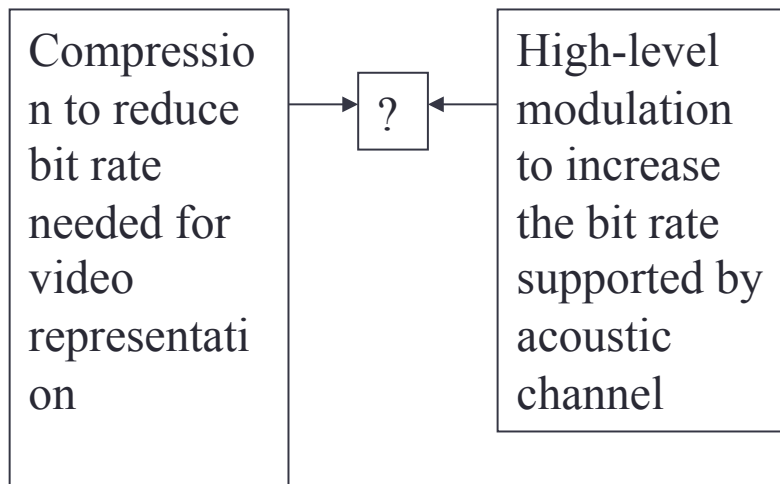 Compressio
n to reduce
bit rate
needed for
video
representati
on
?
High-level
modulation
to increase
the bit rate
supported by
acoustic
channel